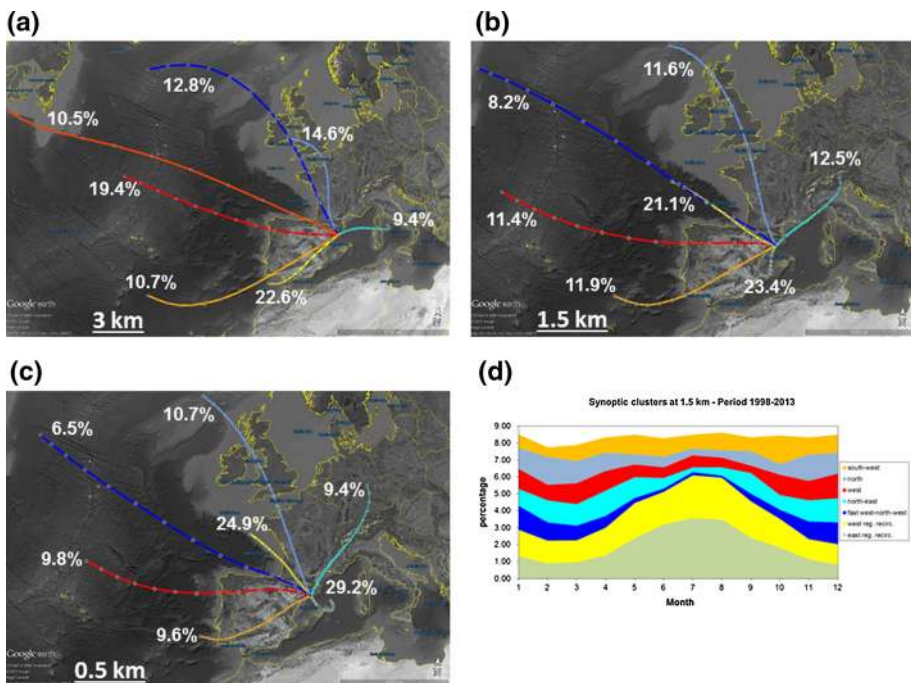 (a)
12.8%
10.5%
14.6%
19.4%
9.4%
10.7%
22.6%
Google earth
3 km
(b)
11.6%
8.2%
12.5%
21.1%
11.4%
11.9%
23.4%
Google earth
1.5 km
(c)
10.7%
6.5%
9.4%
24.9%
9.8%
29.2%
9.6%
Google earth
0.5 km
(d)
Synoptic clusters at 1.5 km - Period 1998-2013
percentage
9.00
8.00
7.00
6.00
5.00
4.00
3.00
2.00
1.00
0.00
1 2 3 4 5 6 7 8 9 10 11 12
Month
south-west
north
west
north-east
fast west-north-west
west reg. recirc.
east reg. recirc.